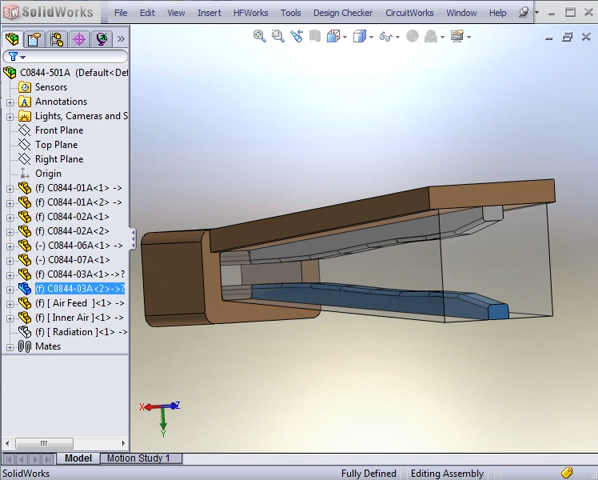 SolidWorks File Edit View Insert HFWorks Tools Design Checker CircuitWorks Window Help
C0844-501A (Default<Def
Sensors
Annotations
Lights, Cameras and S
Front Plane
Top Plane
Right Plane
Origin
(f) C0844-01A<1> ->
(f) C0844-01A<2> ->
(f) C0844-02A<1>
(f) C0844-02A<2>
(-) C0844-06A<1> ->
(-) C0844-07A<1>
(f) C0844-03A<1>->?
(f) C0844-03A<2>->?
(f) [ Air Feed ]<1> ->
(f) [ Inner Air ]<1> ->
(f) [ Radiation ]<1> ->
Mates
X Z
Y
Model Motion Study 1
SolidWorks Fully Defined Editing Assembly